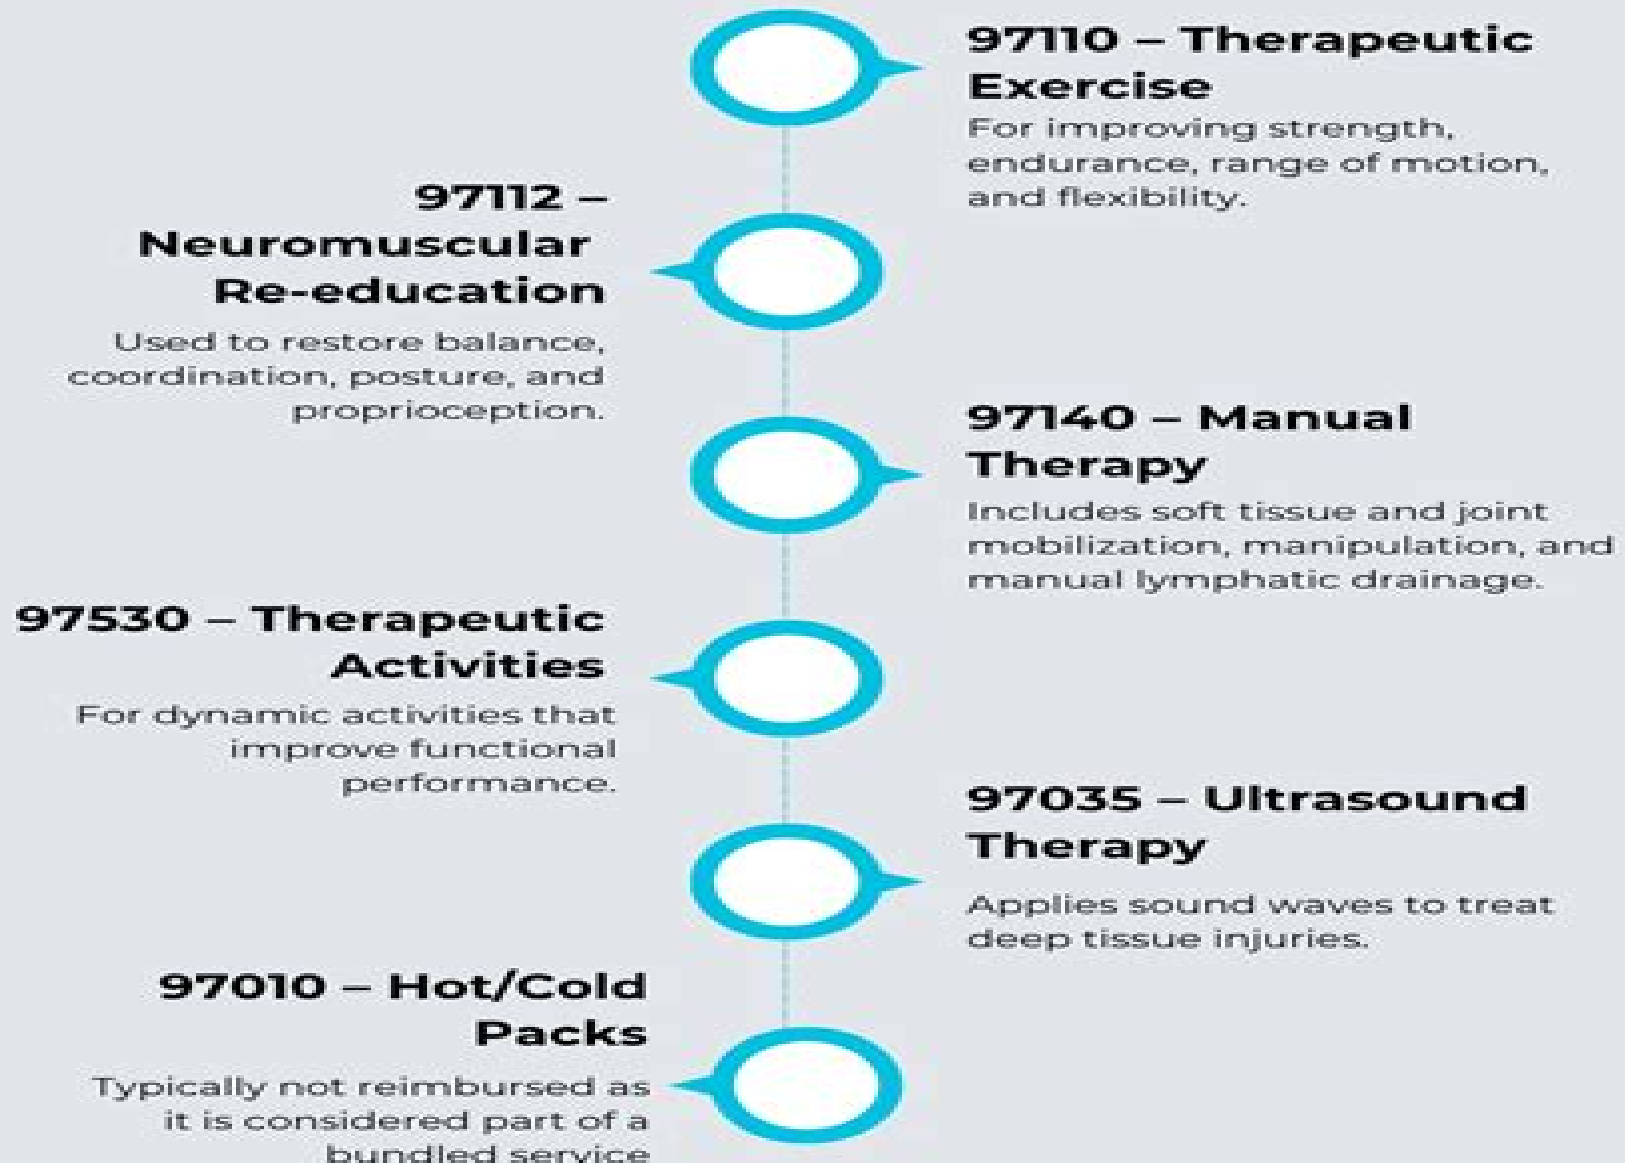 97110 – Therapeutic
Exercise
For improving strength,
endurance, range of motion,
and flexibility.
97112 –
Neuromuscular
Re-education
Used to restore balance,
coordination, posture, and
proprioception.
97140 – Manual
Therapy
Includes soft tissue and joint
mobilization, manipulation, and
manual lymphatic drainage.
97530 – Therapeutic
Activities
For dynamic activities that
improve functional
performance.
97035 – Ultrasound
Therapy
Applies sound waves to treat
deep tissue injuries.
97010 – Hot/Cold
Packs
Typically not reimbursed as
it is considered part of a
bundled service